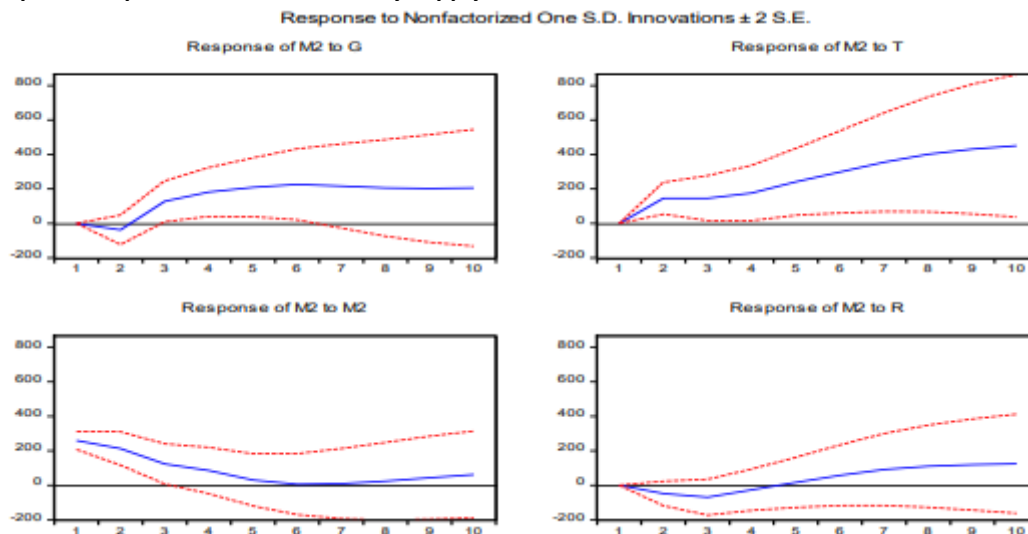 Response to Nonfactorized One S.D. Innovations ± 2 S.E.
Response of M2 to G
800
600
400
200
0
-200
1 2 3 4 5 6 7 8 9 10
Response of M2 to T
800
600
400
200
0
-200
1 2 3 4 5 6 7 8 9 10
Response of M2 to M2
800
600
400
200
0
-200
1 2 3 4 5 6 7 8 9 10
Response of M2 to R
800
600
400
200
0
-200
1 2 3 4 5 6 7 8 9 10